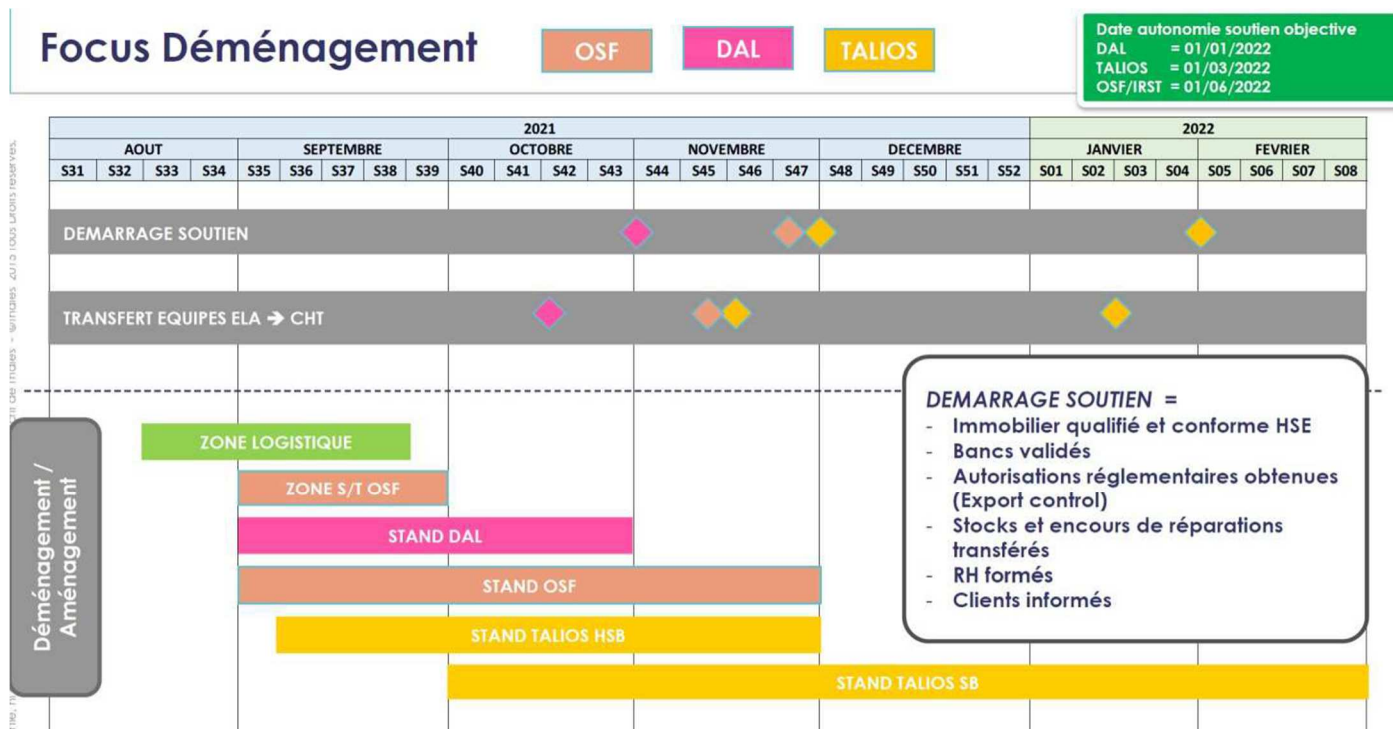 Focus Déménagement
OSF
DAL
TALIOS
Date autonomie soutien objective
DAL = 01/01/2022
TALIOS = 01/03/2022
OSF/IRST = 01/06/2022
2021 2022
AOUT SEPTEMBRE OCTOBRE NOVEMBRE DECEMBRE JANVIER FEVRIER
S31 S32 S33 S34 S35 S36 S37 S38 S39 S40 S41 S42 S43 S44 S45 S46 S47 S48 S49 S50 S51 S52 S01 S02 S03 S04 S05 S06 S07 S08
DEMARRAGE SOUTIEN
TRANSFERT EQUIPES ELA ➔ CHT
Déménagement /
Aménagement
ZONE LOGISTIQUE
ZONE S/T OSF
STAND DAL
STAND OSF
STAND TALIOS HSB
STAND TALIOS SB
DEMARRAGE SOUTIEN =
- Immobilier qualifié et conforme HSE
- Bancs validés
- Autorisations réglementaires obtenues
(Export control)
- Stocks et encours de réparations
transférés
- RH formés
- Clients informés